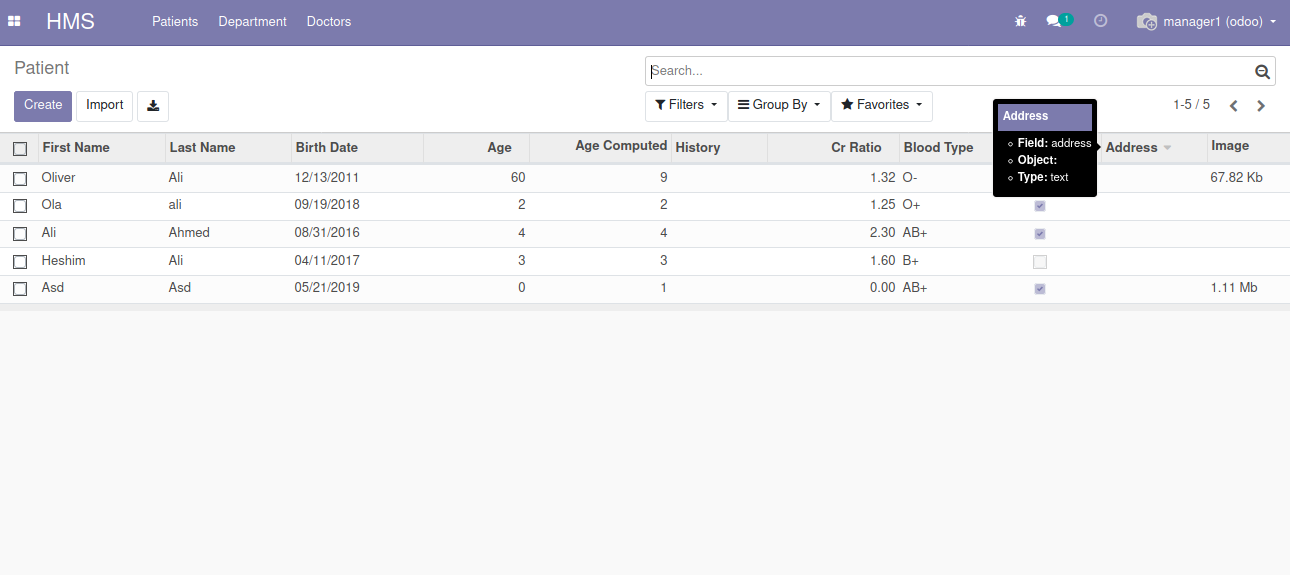 HMS Patients Department Doctors 1 manager1 (odoo)
Patient
Search...
Create Import Filters Group By Favorites 1-5 / 5
Address
Field: address
Object:
Type: text
First Name Last Name Birth Date Age Age Computed History Cr Ratio Blood Type Address Image
Oliver Ali 12/13/2011 60 9 1.32 O- 67.82 Kb
Ola ali 09/19/2018 2 2 1.25 O+
Ali Ahmed 08/31/2016 4 4 2.30 AB+
Heshim Ali 04/11/2017 3 3 1.60 B+
Asd Asd 05/21/2019 0 1 0.00 AB+ 1.11 Mb